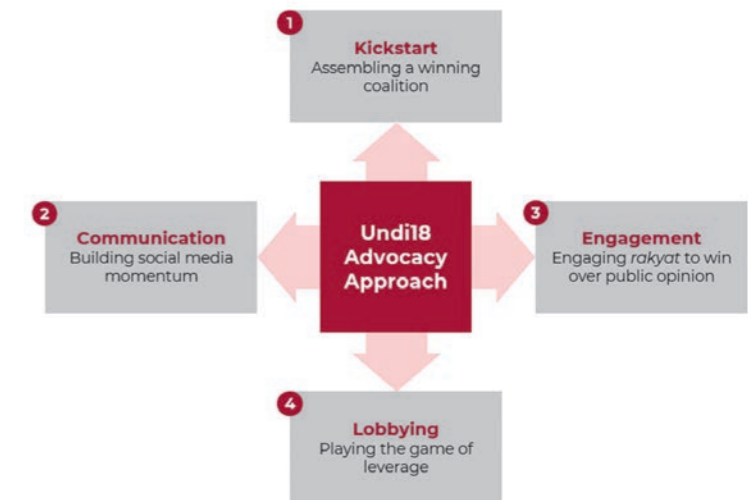 1
Kickstart
Assembling a winning
coalition
2
Communication
Building social media
momentum
Undi18
Advocacy
Approach
3
Engagement
Engaging rakyat to win
over public opinion
4
Lobbying
Playing the game of
leverage